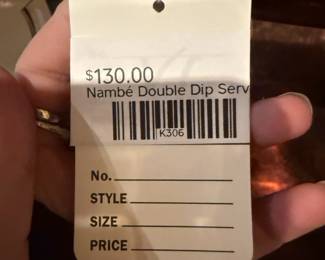 $130.00
Nambé Double Dip Serv
K306
No.
STYLE
SIZE
PRICE